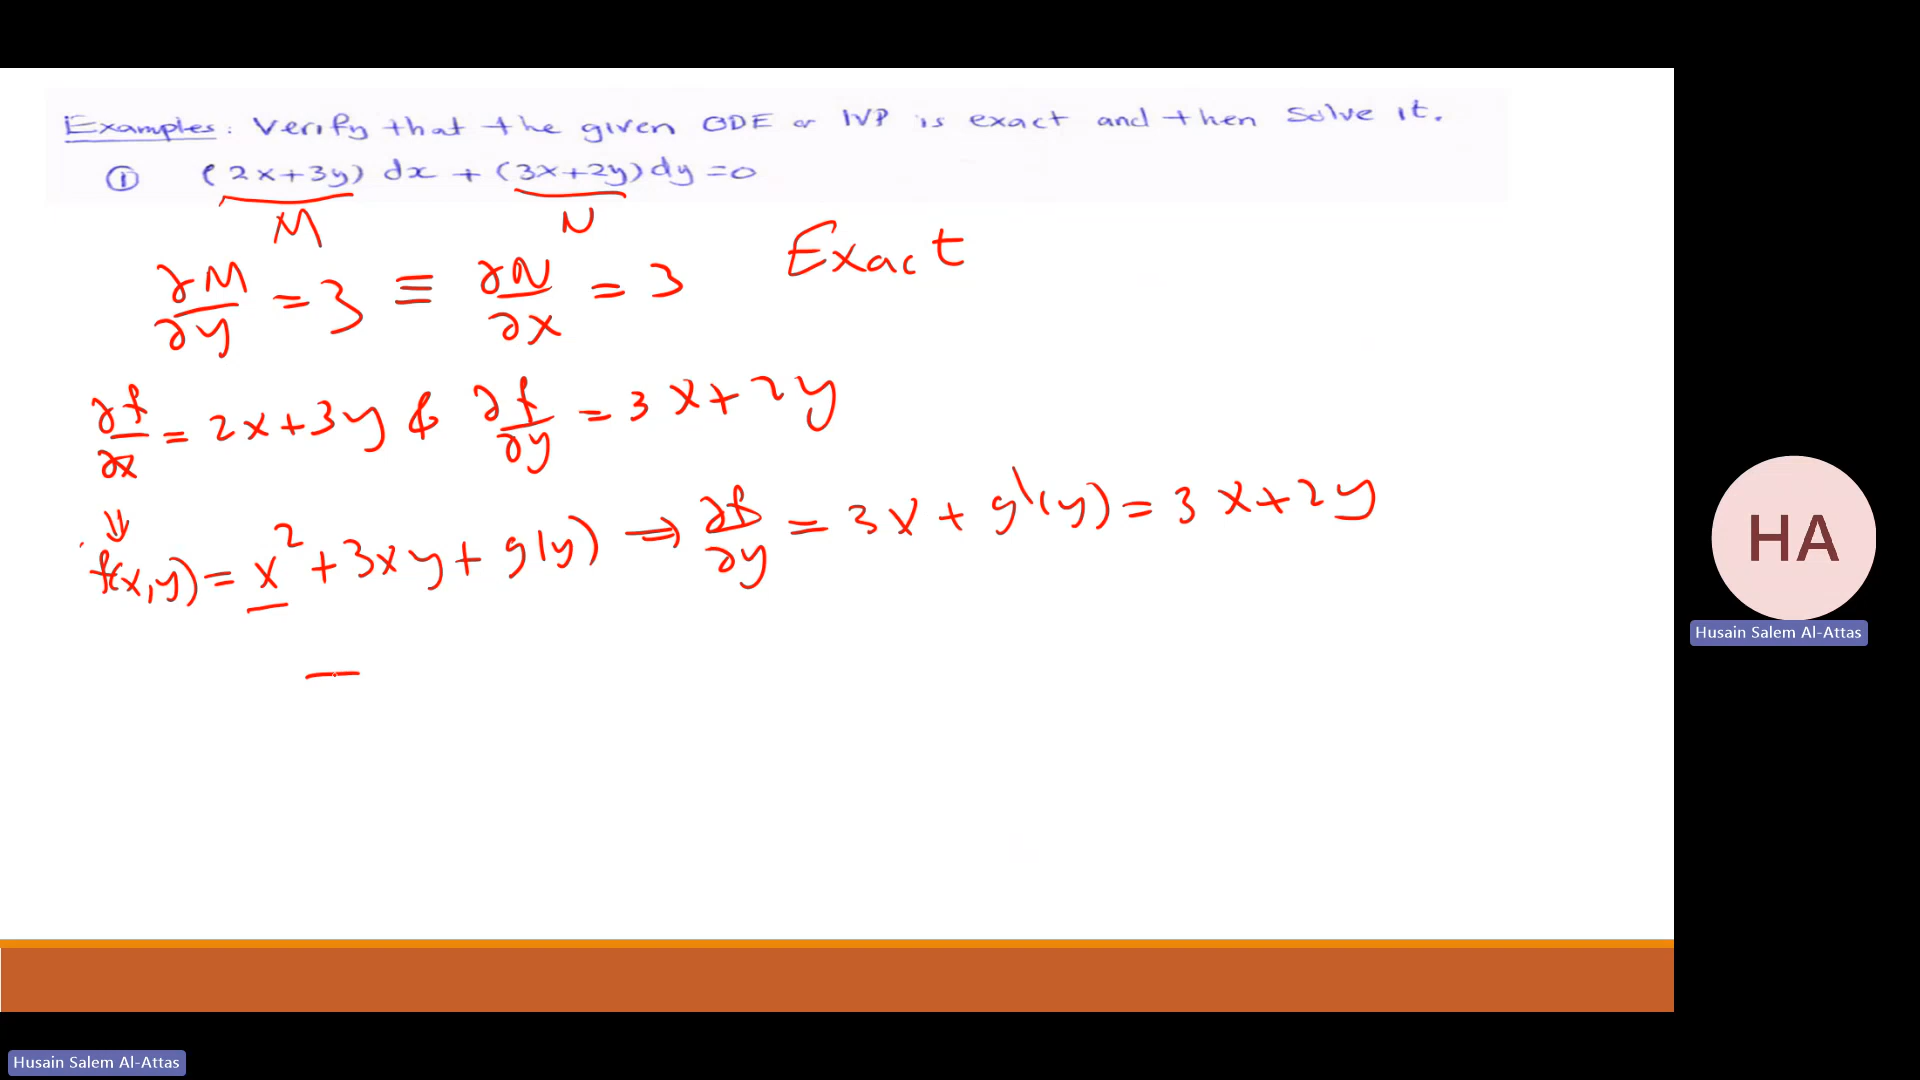 Examples: Verify that the given ODE or IVP is exact and then solve it.
① (2x+3y) dx + (3x+2y)dy =0
M N
∂M/∂y = 3 ≡ ∂N/∂x = 3 Exact
∂f/∂x = 2x+3y & ∂f/∂y = 3x+2y
⇓
f(x,y) = x² + 3xy + g(y) ⇒ ∂f/∂y = 3x + g'(y) = 3x+2y
HA
Husain Salem Al-Attas
Husain Salem Al-Attas